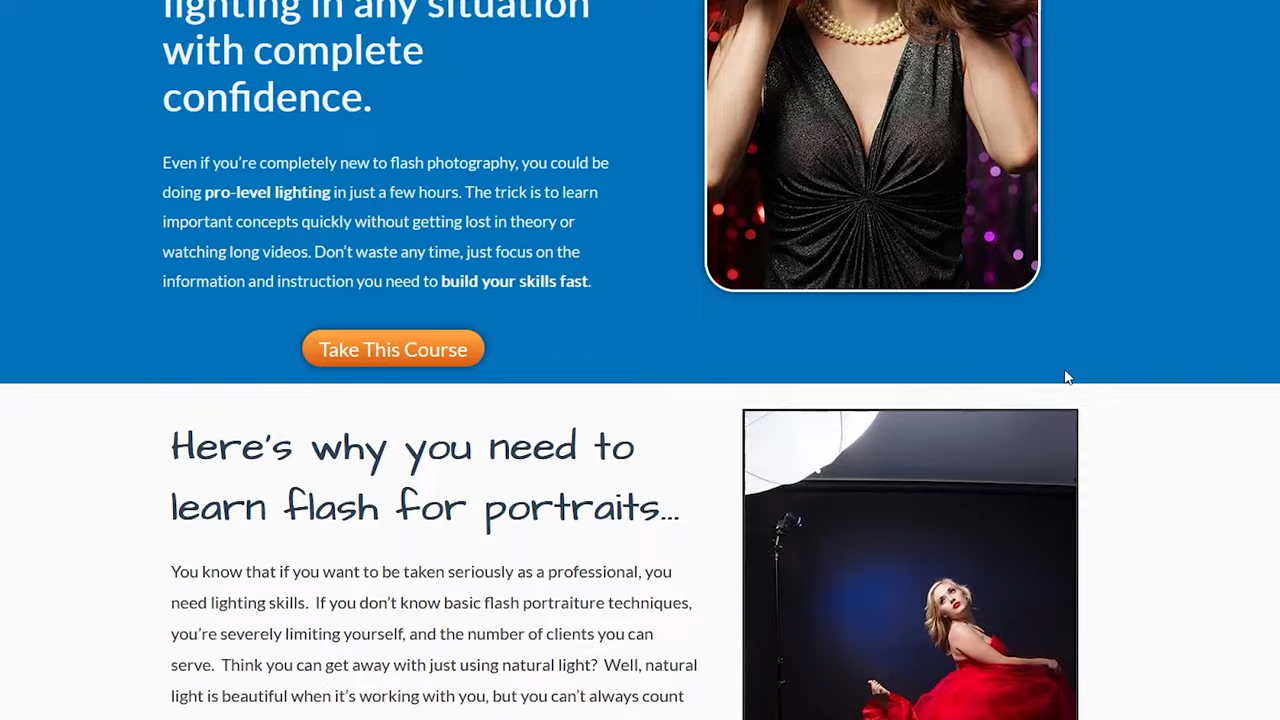 lighting in any situation
with complete
confidence.
Even if you're completely new to flash photography, you could be
doing pro-level lighting in just a few hours. The trick is to learn
important concepts quickly without getting lost in theory or
watching long videos. Don't waste any time, just focus on the
information and instruction you need to build your skills fast.
Take This Course
Here's why you need to
learn flash for portraits...
You know that if you want to be taken seriously as a professional, you
need lighting skills.  If you don't know basic flash portraiture techniques,
you're severely limiting yourself, and the number of clients you can
serve.  Think you can get away with just using natural light?  Well, natural
light is beautiful when it's working with you, but you can't always count